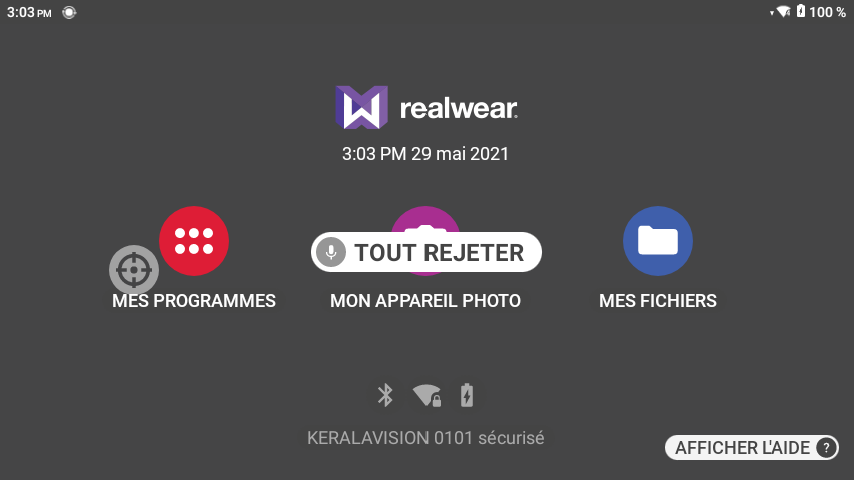 3:03 PM
100 %
realwear
3:03 PM 29 mai 2021
TOUT REJETER
MES PROGRAMMES
MON APPAREIL PHOTO
MES FICHIERS
KERALAVISION 0101 sécurisé
AFFICHER L'AIDE ?